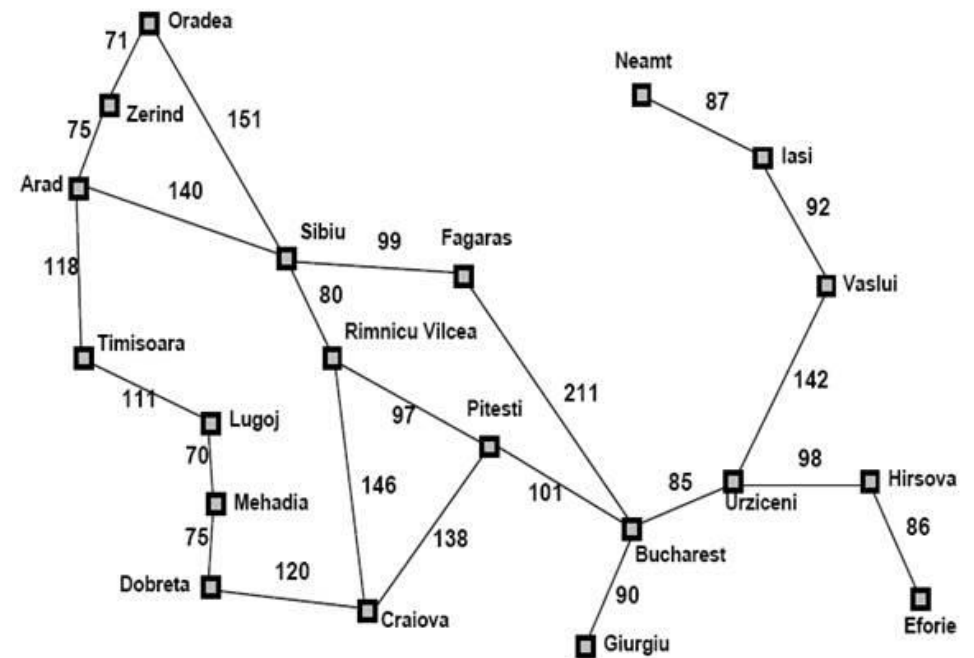 Oradea
71
Neamt
87
Zerind
151
75
Iasi
Arad
140
92
Sibiu
99
Fagaras
118
80
Vaslui
Timisoara
Rimnicu Vilcea
142
111
211
Lugoj
97
Pitesti
70
98
Hirsova
146
101
85
Urziceni
Mehadia
86
75
138
Bucharest
120
Dobreta
90
Craiova
Eforie
Giurgiu